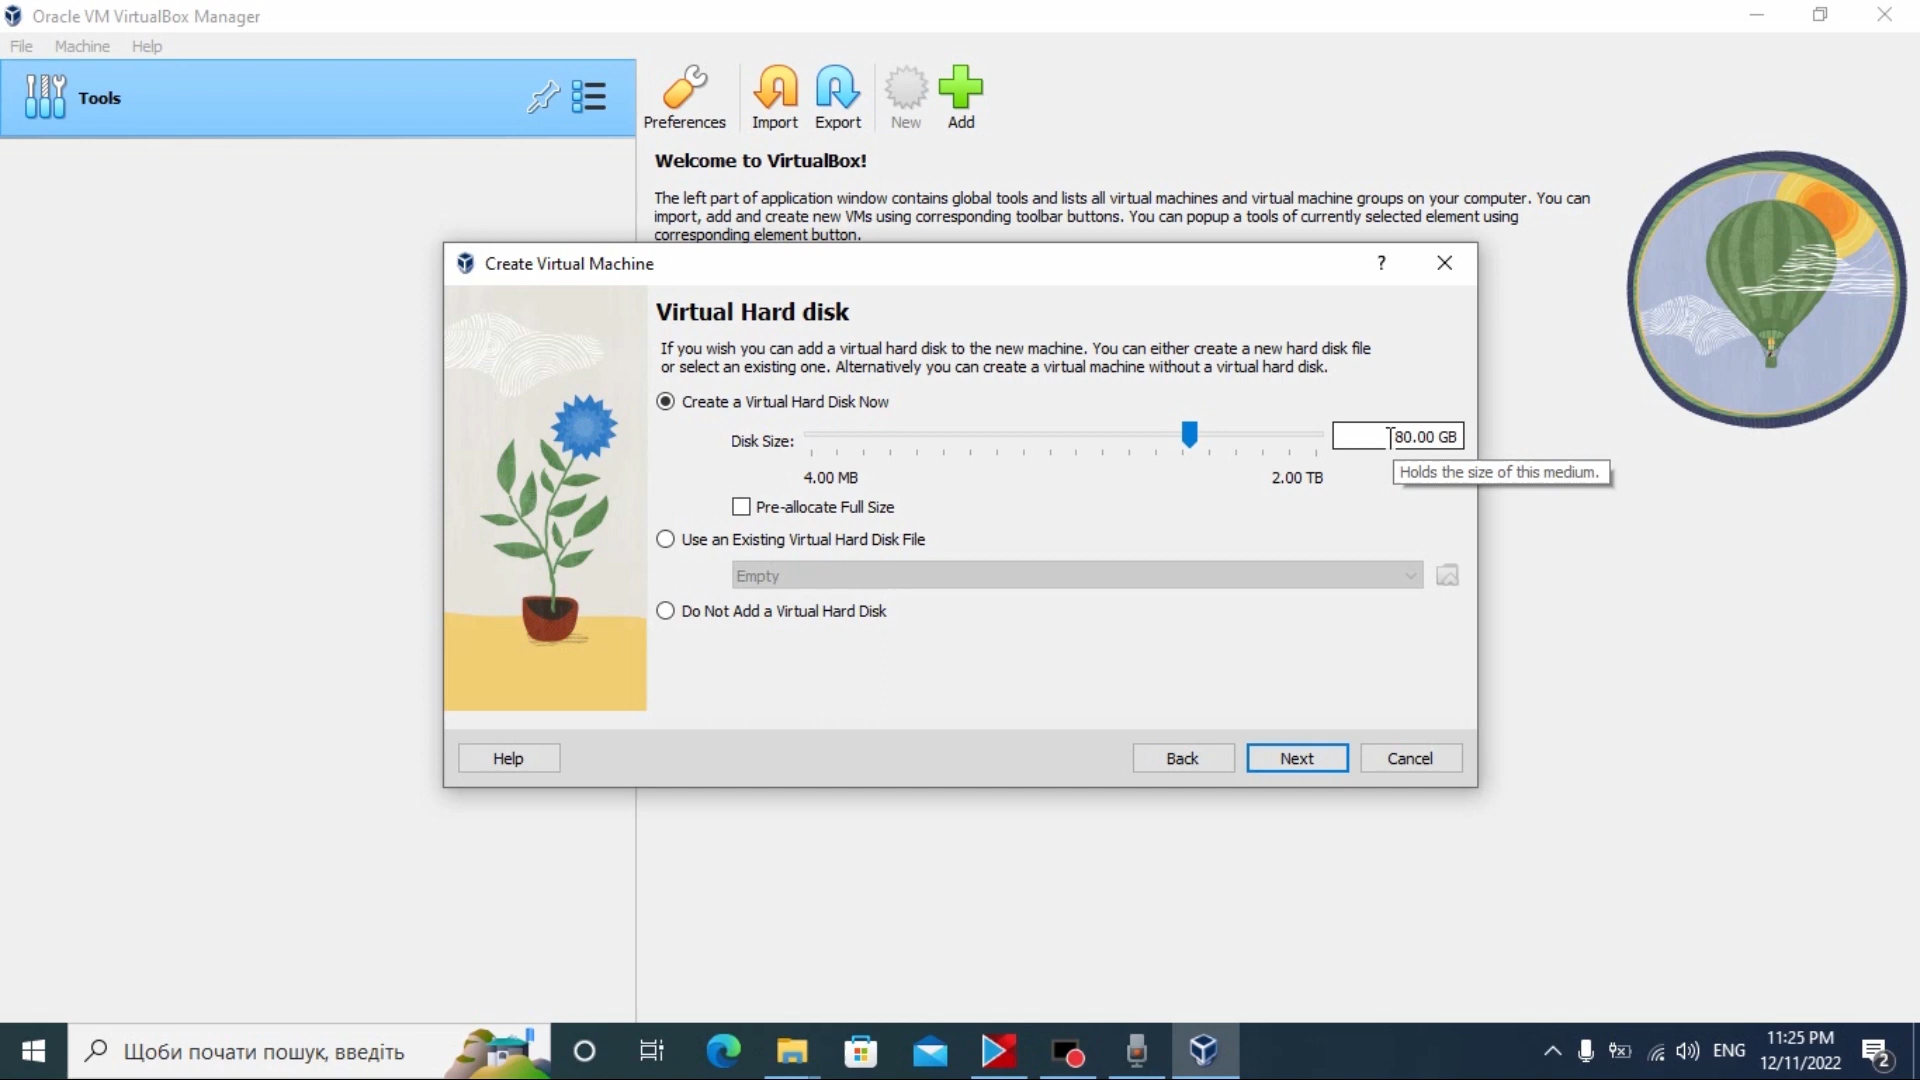 Oracle VM VirtualBox Manager
File Machine Help
Tools
Preferences Import Export New Add
Welcome to VirtualBox!
The left part of application window contains global tools and lists all virtual machines and virtual machine groups on your computer. You can
import, add and create new VMs using corresponding toolbar buttons. You can popup a tools of currently selected element using
corresponding element button.
Create Virtual Machine ?
Virtual Hard disk
If you wish you can add a virtual hard disk to the new machine. You can either create a new hard disk file
or select an existing one. Alternatively you can create a virtual machine without a virtual hard disk.
Create a Virtual Hard Disk Now
Disk Size: 80.00 GB
Holds the size of this medium.
4.00 MB 2.00 TB
Pre-allocate Full Size
Use an Existing Virtual Hard Disk File
Empty
Do Not Add a Virtual Hard Disk
Help Back Next Cancel
Щоби почати пошук, введіть
ENG
11:25 PM
12/11/2022
2